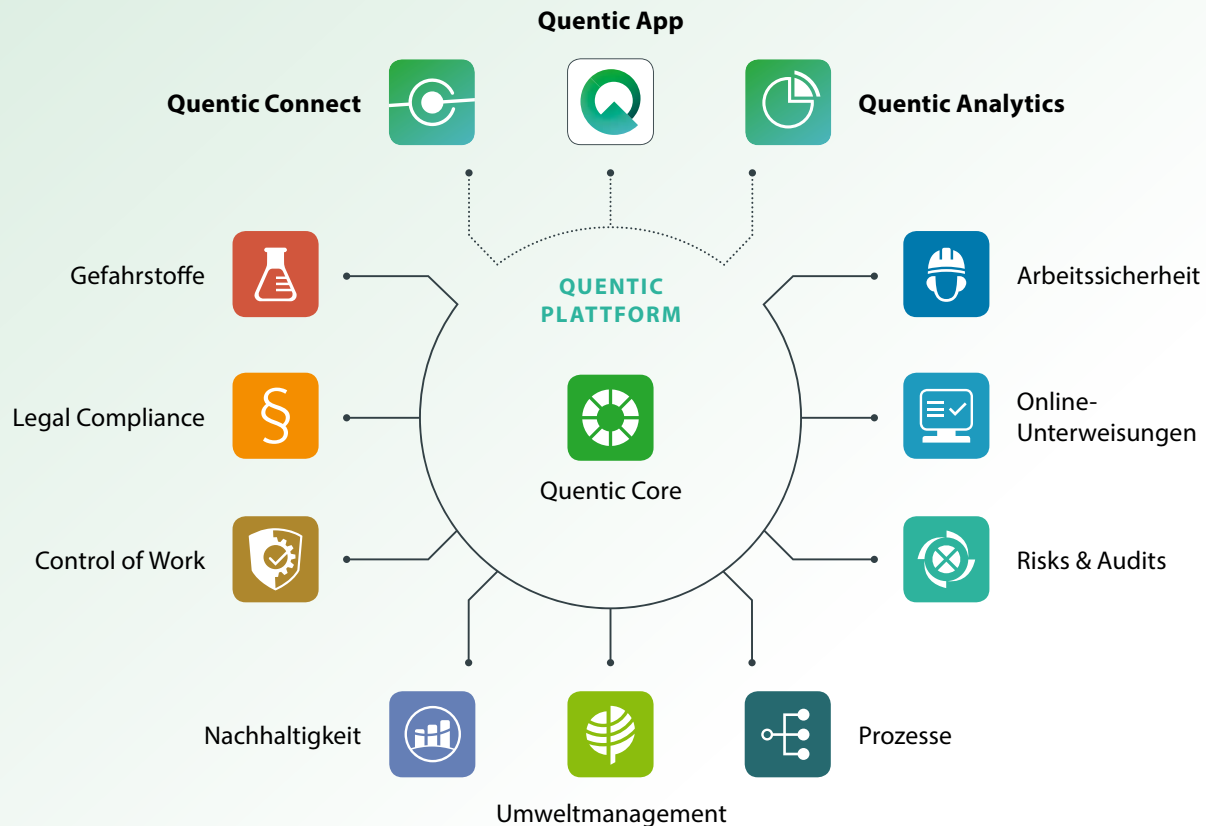 Quentic App
Quentic Connect
Quentic Analytics
Gefahrstoffe
QUENTIC
PLATTFORM
Arbeitssicherheit
Legal Compliance
§
Online-
Unterweisungen
Quentic Core
Control of Work
Risks & Audits
Nachhaltigkeit
Prozesse
Umweltmanagement